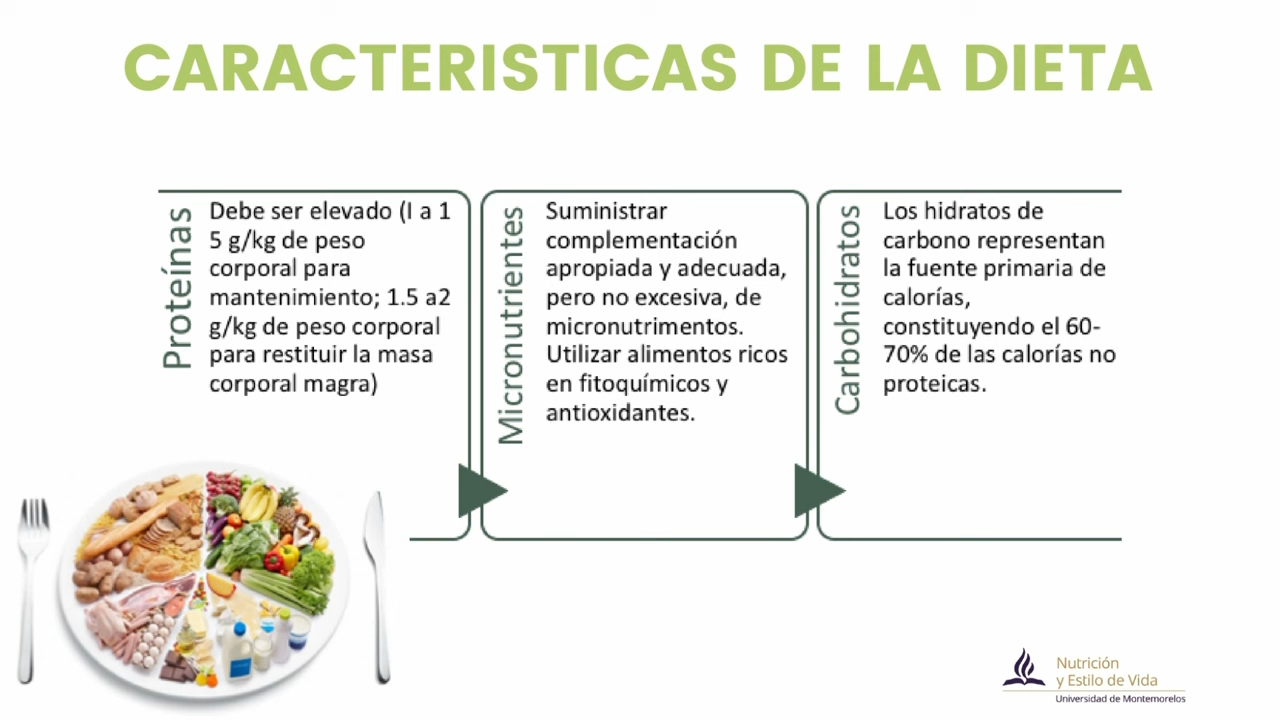 CARACTERISTICAS DE LA DIETA
Proteínas
Debe ser elevado (I a 1
5 g/kg de peso
corporal para
mantenimiento; 1.5 a2
g/kg de peso corporal
para restituir la masa
corporal magra)
Micronutrientes
Suministrar
complementación
apropiada y adecuada,
pero no excesiva, de
micronutrimentos.
Utilizar alimentos ricos
en fitoquímicos y
antioxidantes.
Carbohidratos
Los hidratos de
carbono representan
la fuente primaria de
calorías,
constituyendo el 60-
70% de las calorías no
proteicas.
Nutrición
y Estilo de Vida
Universidad de Montemorelos